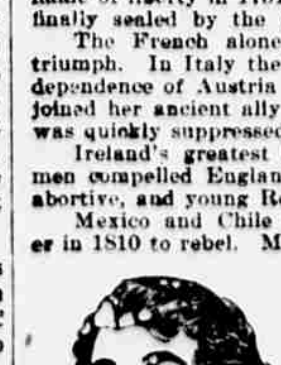 finally sealed by the
The French alone
triumph. In Italy the
dependence of Austria
joined her ancient ally
was quickly suppressed
Ireland's greatest
men compelled Englan
abortive, and young R
Mexico and Chile
er in 1810 to rebel. M